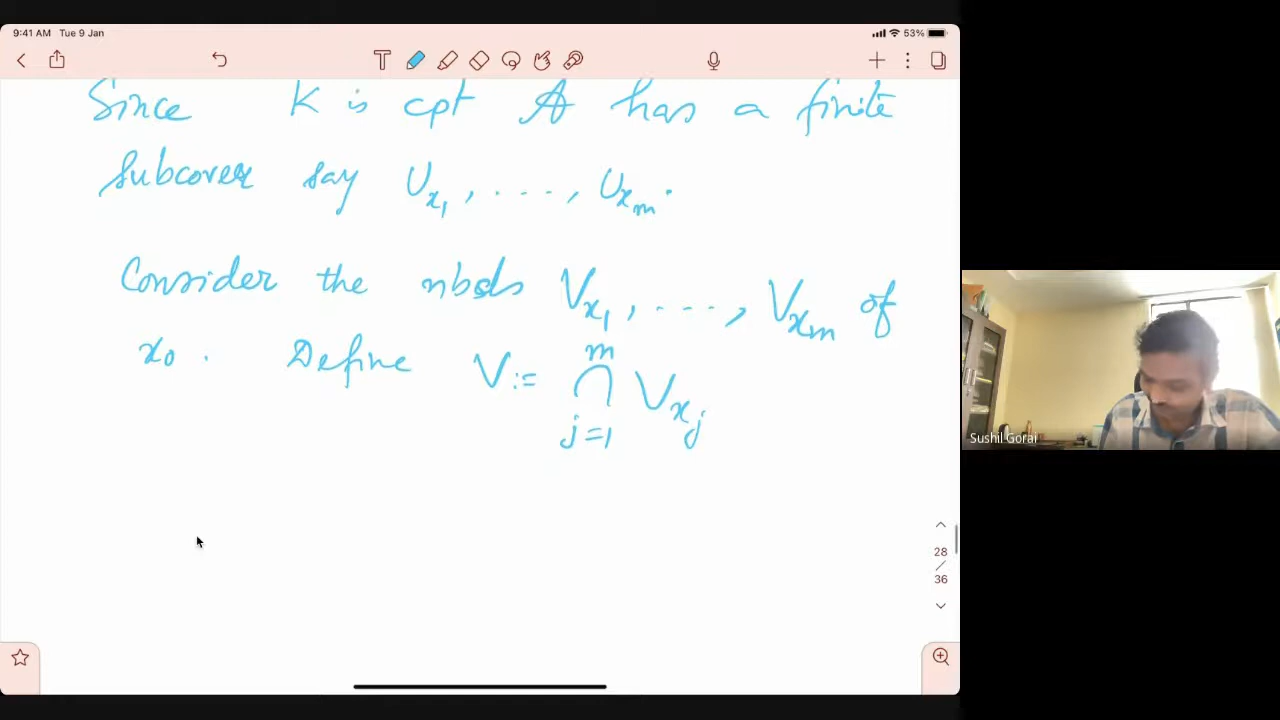 9:41 AM Tue 9 Jan
53%
Since K is cpt A has a finite
subcover say U_{x_1}, ...., U_{x_m}.
Consider the nbds V_{x_1}, ...., V_{x_m} of
x_0. Define V := \bigcap_{j=1}^{m} V_{x_j}
28
/
36
Sushil Gorai